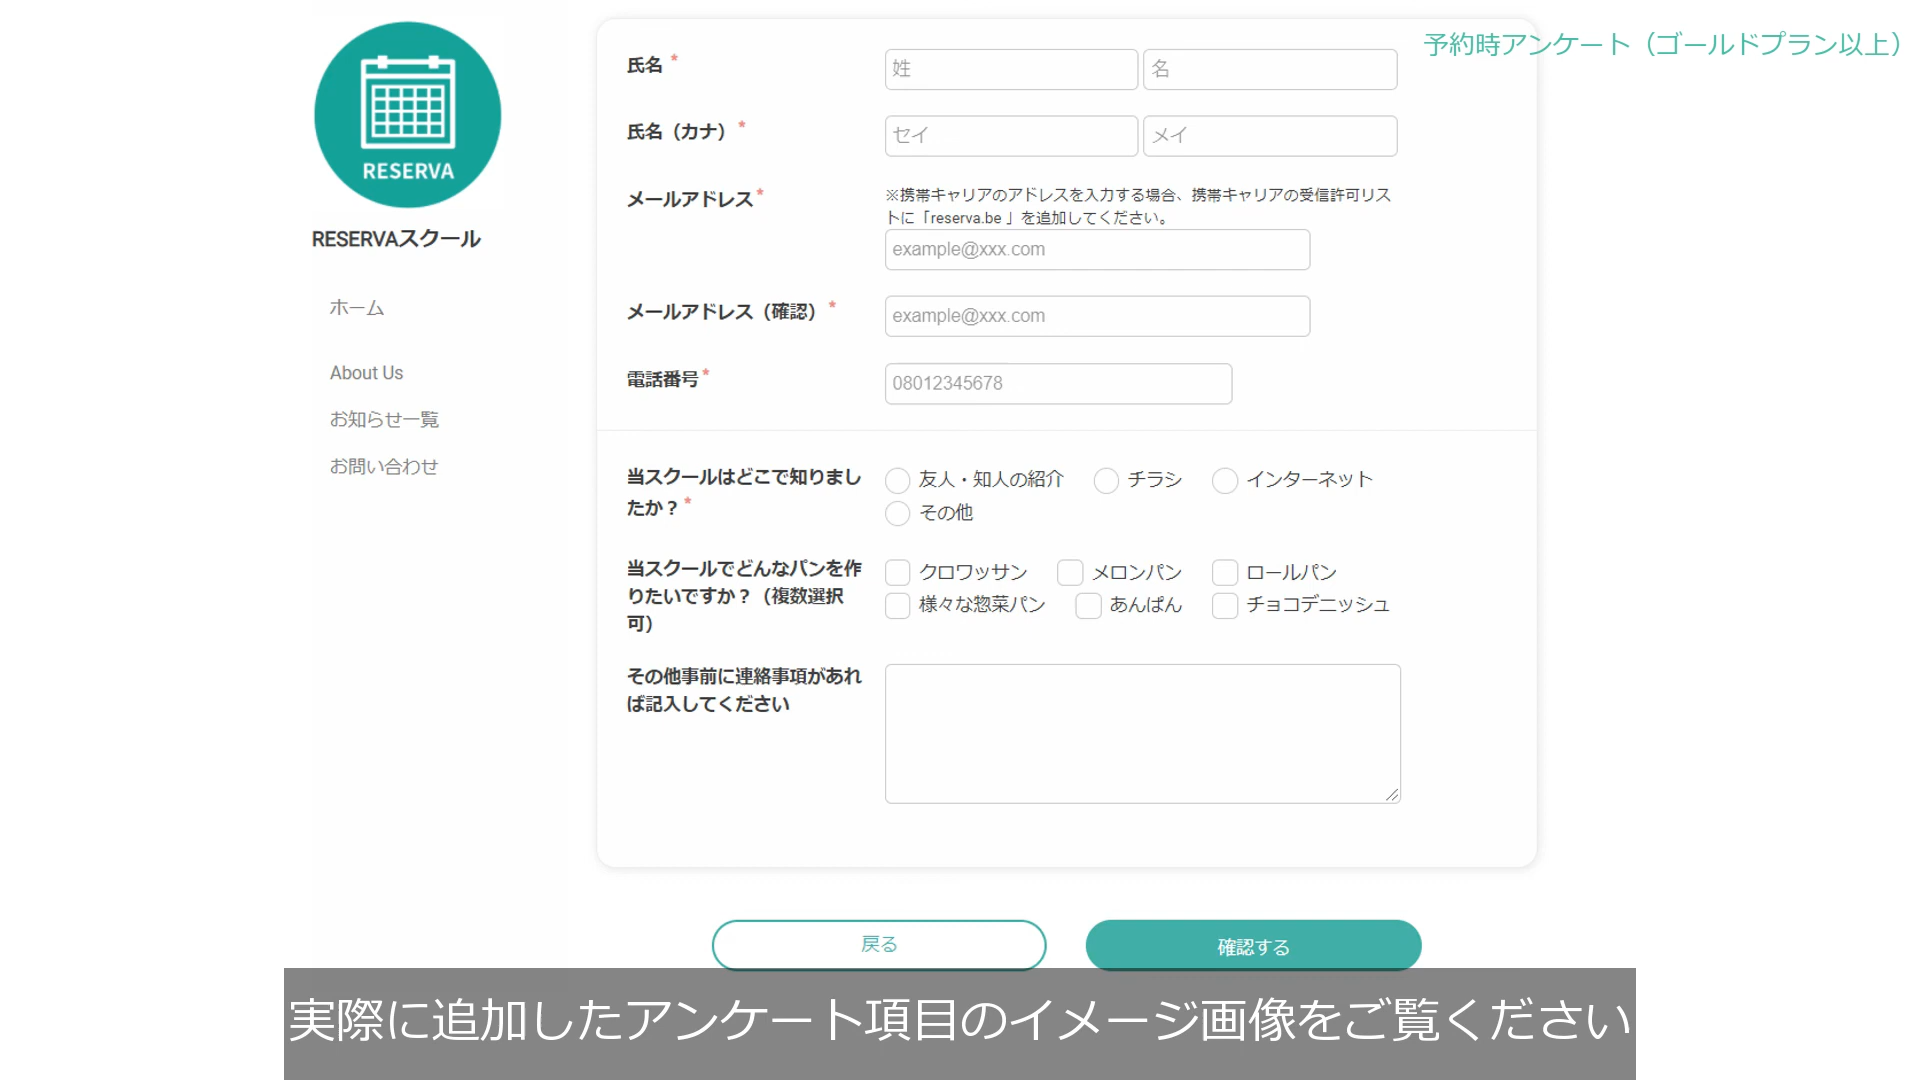 予約時アンケート（ゴールドプラン以上）
RESERVA
RESERVAスクール
ホーム
About Us
お知らせ一覧
お問い合わせ
氏名 *
姓
名
氏名（カナ） *
セイ
メイ
メールアドレス *
※携帯キャリアのアドレスを入力する場合、携帯キャリアの受信許可リス
トに「reserva.be 」を追加してください。
example@xxx.com
メールアドレス（確認） *
example@xxx.com
電話番号 *
08012345678
当スクールはどこで知りまし
たか？ *
友人・知人の紹介
チラシ
インターネット
その他
当スクールでどんなパンを作
りたいですか？（複数選択
可）
クロワッサン
メロンパン
ロールパン
様々な惣菜パン
あんぱん
チョコデニッシュ
その他事前に連絡事項があれ
ば記入してください
戻る
確認する
実際に追加したアンケート項目のイメージ画像をご覧ください